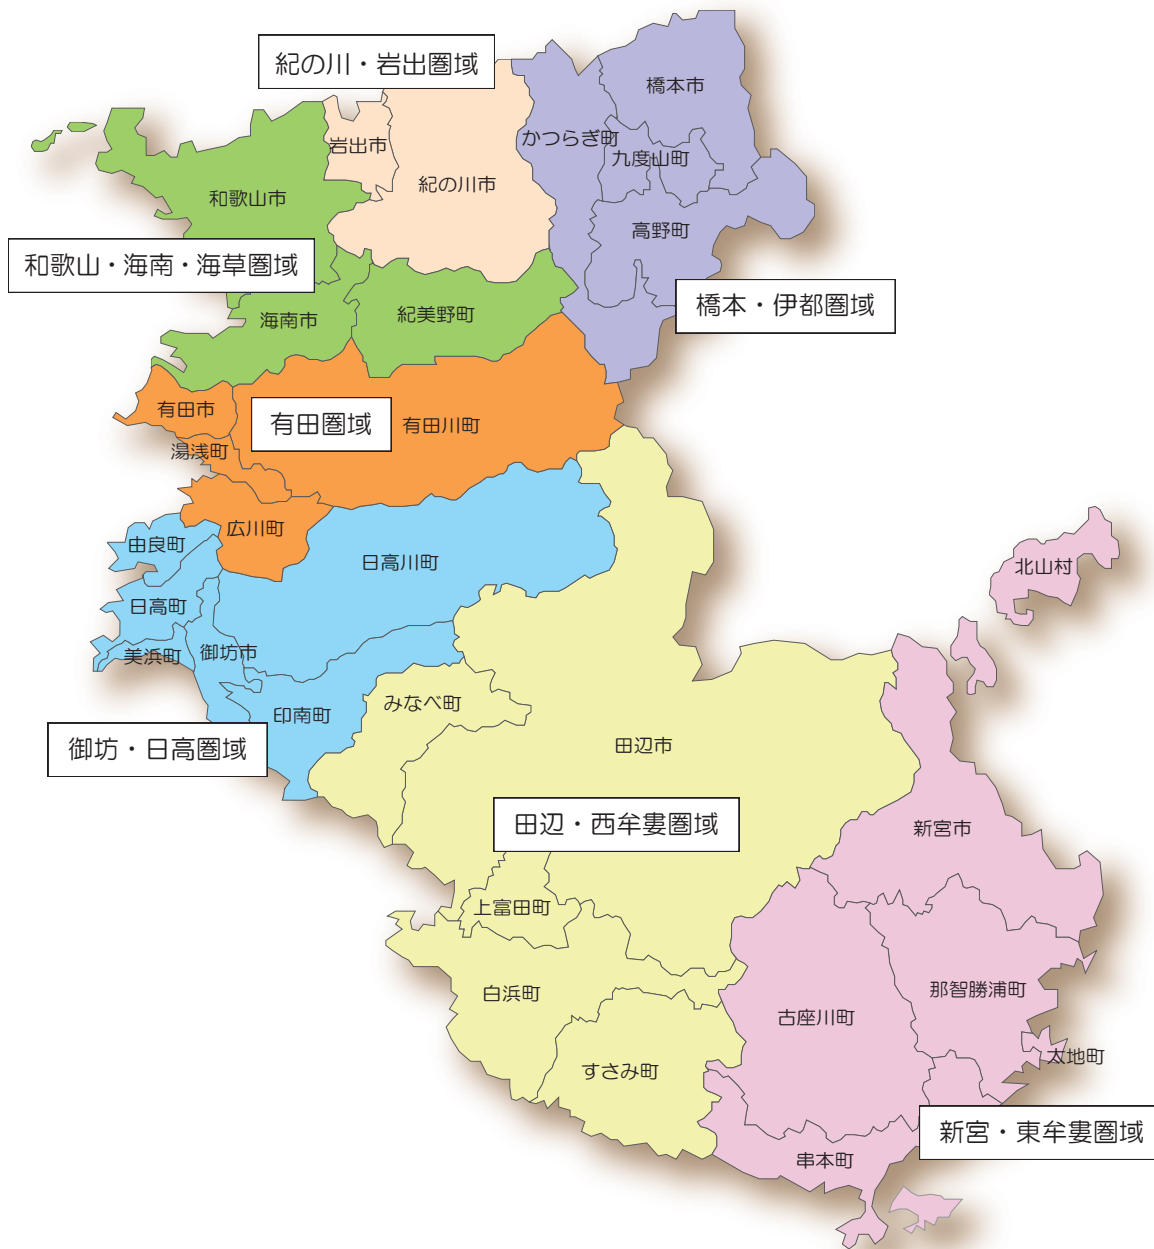 紀の川・岩出圏域
橋本市
かつらぎ町
岩出市
九度山町
紀の川市
和歌山市
高野町
和歌山・海南・海草圏域
橋本・伊都圏域
海南市
紀美野町
有田市
有田圏域
有田川町
湯浅町
広川町
由良町
日高川町
北山村
日高町
美浜町
御坊市
みなべ町
印南町
御坊・日高圏域
田辺市
田辺・西牟婁圏域
新宮市
上富田町
白浜町
那智勝浦町
古座川町
太地町
すさみ町
新宮・東牟婁圏域
串本町